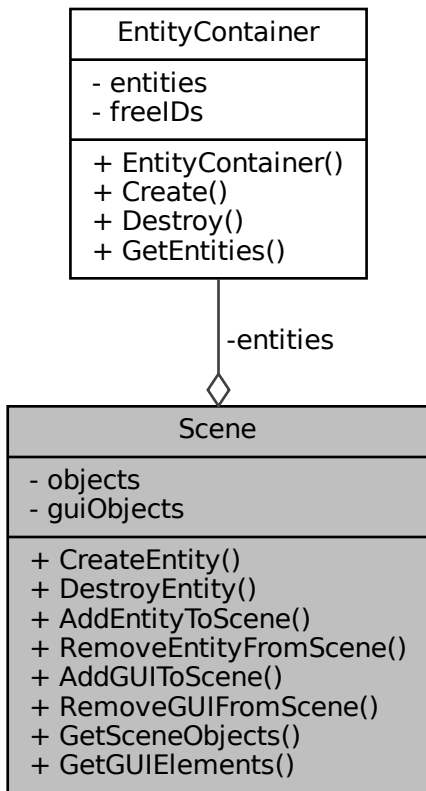 EntityContainer
- entities
- freeIDs
+ EntityContainer()
+ Create()
+ Destroy()
+ GetEntities()
-entities
Scene
- objects
- guiObjects
+ CreateEntity()
+ DestroyEntity()
+ AddEntityToScene()
+ RemoveEntityFromScene()
+ AddGUIToScene()
+ RemoveGUIFromScene()
+ GetSceneObjects()
+ GetGUIElements()